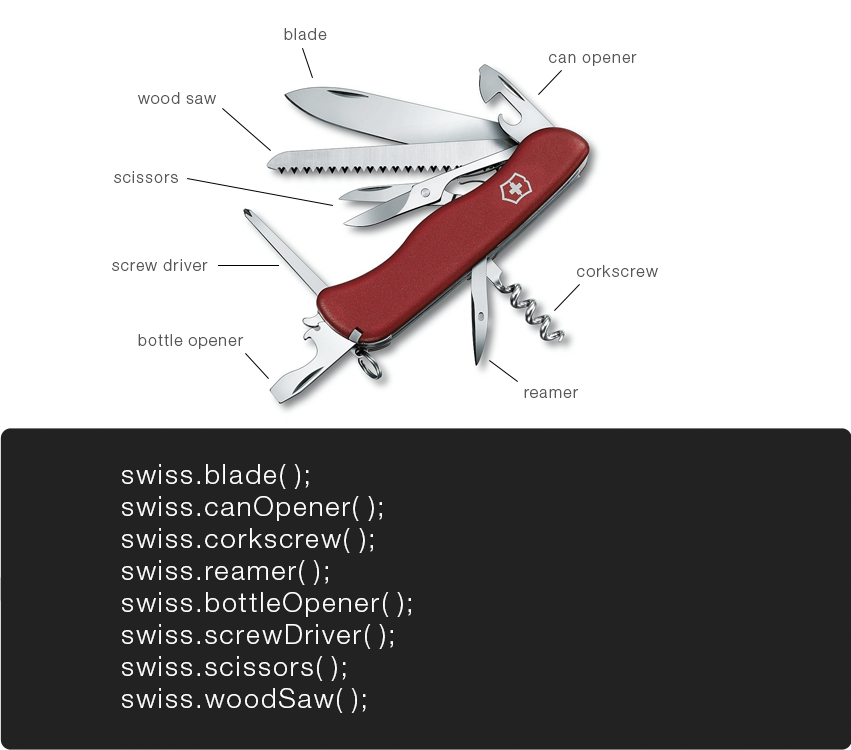 blade
can opener
wood saw
scissors
screw driver
corkscrew
bottle opener
reamer
swiss.blade( );
swiss.canOpener( );
swiss.corkscrew( );
swiss.reamer( );
swiss.bottleOpener( );
swiss.screwDriver( );
swiss.scissors( );
swiss.woodSaw( );